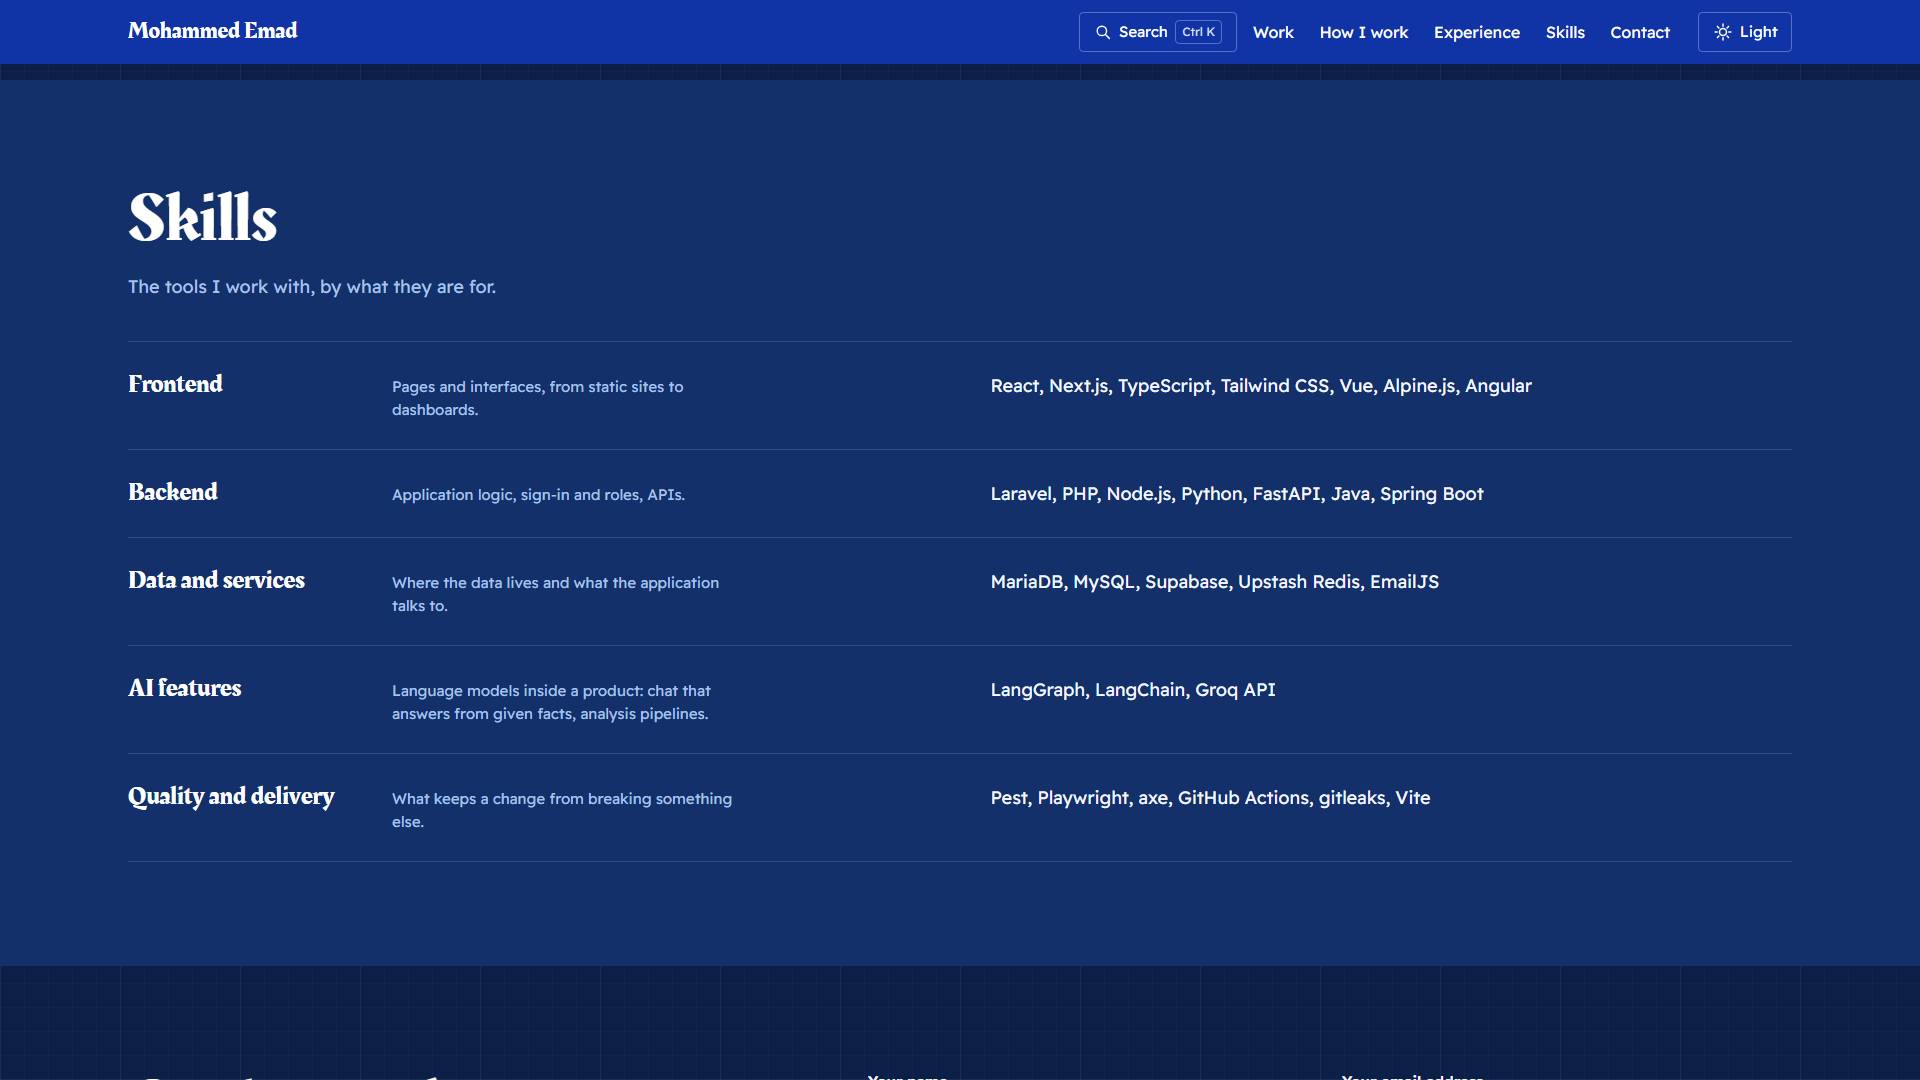 Mohammed Emad
Search Ctrl K Work How I work Experience Skills Contact Light
Skills
The tools I work with, by what they are for.
Frontend
Pages and interfaces, from static sites to
dashboards.
React, Next.js, TypeScript, Tailwind CSS, Vue, Alpine.js, Angular
Backend
Application logic, sign-in and roles, APIs.
Laravel, PHP, Node.js, Python, FastAPI, Java, Spring Boot
Data and services
Where the data lives and what the application
talks to.
MariaDB, MySQL, Supabase, Upstash Redis, EmailJS
AI features
Language models inside a product: chat that
answers from given facts, analysis pipelines.
LangGraph, LangChain, Groq API
Quality and delivery
What keeps a change from breaking something
else.
Pest, Playwright, axe, GitHub Actions, gitleaks, Vite
Your name
Your email address